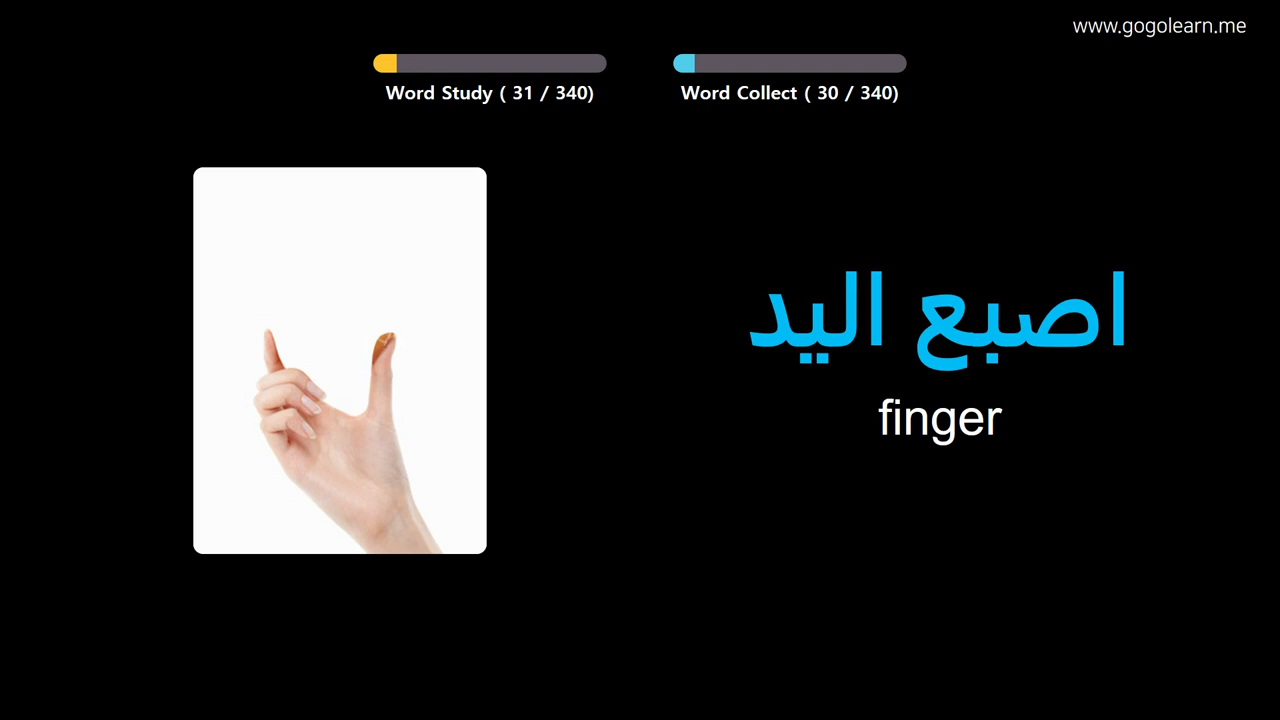 www.gogolearn.me
Word Study ( 31 / 340)
Word Collect ( 30 / 340)
اصبع اليد
finger